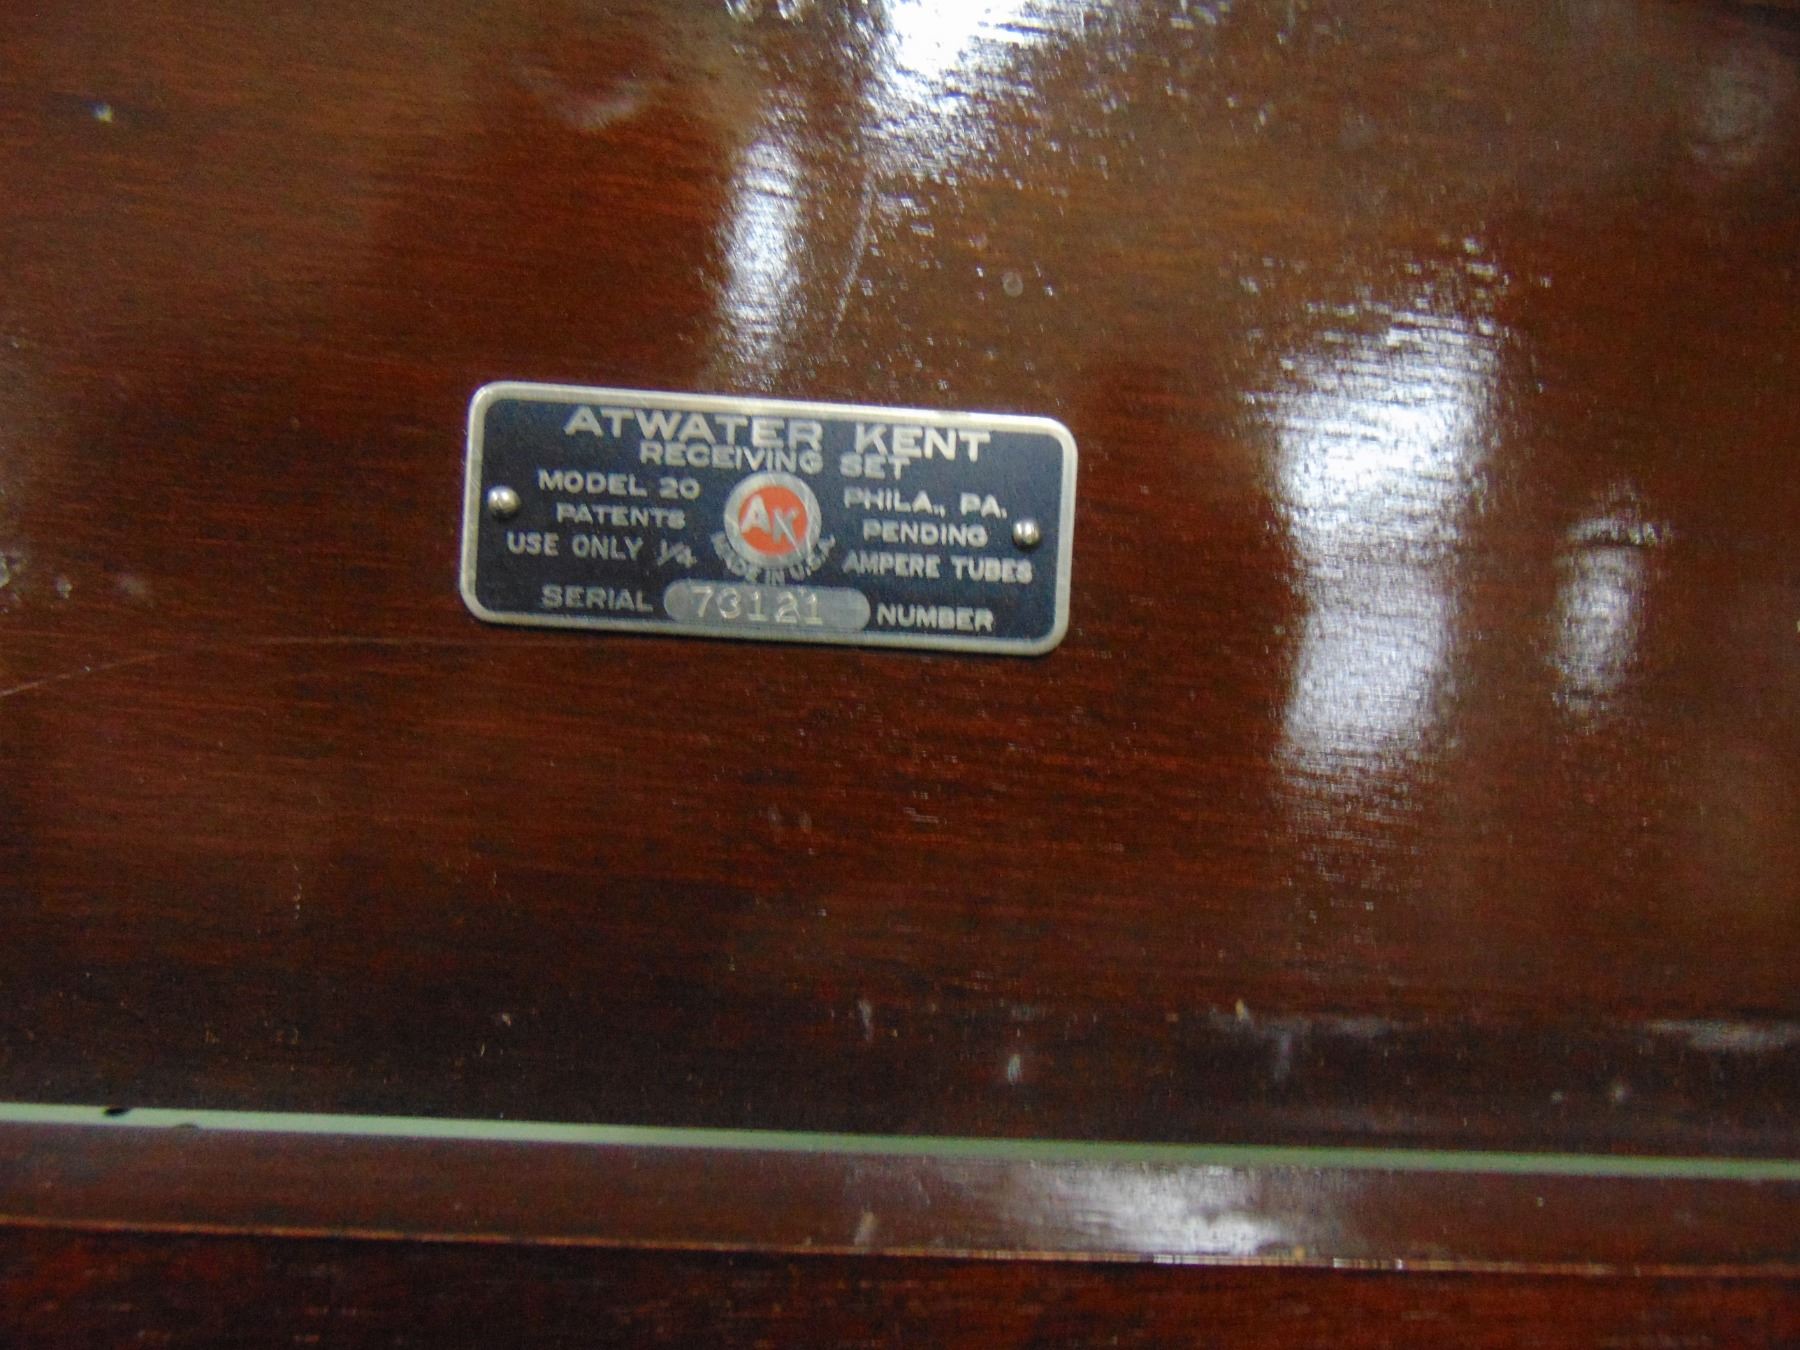 ATWATER KENT
RECEIVING SET
MODEL 20 PHILA., PA.
PATENTS AK PENDING
USE ONLY 1/4 AMPERE TUBES
MADE IN U.S.A.
SERIAL 73121 NUMBER